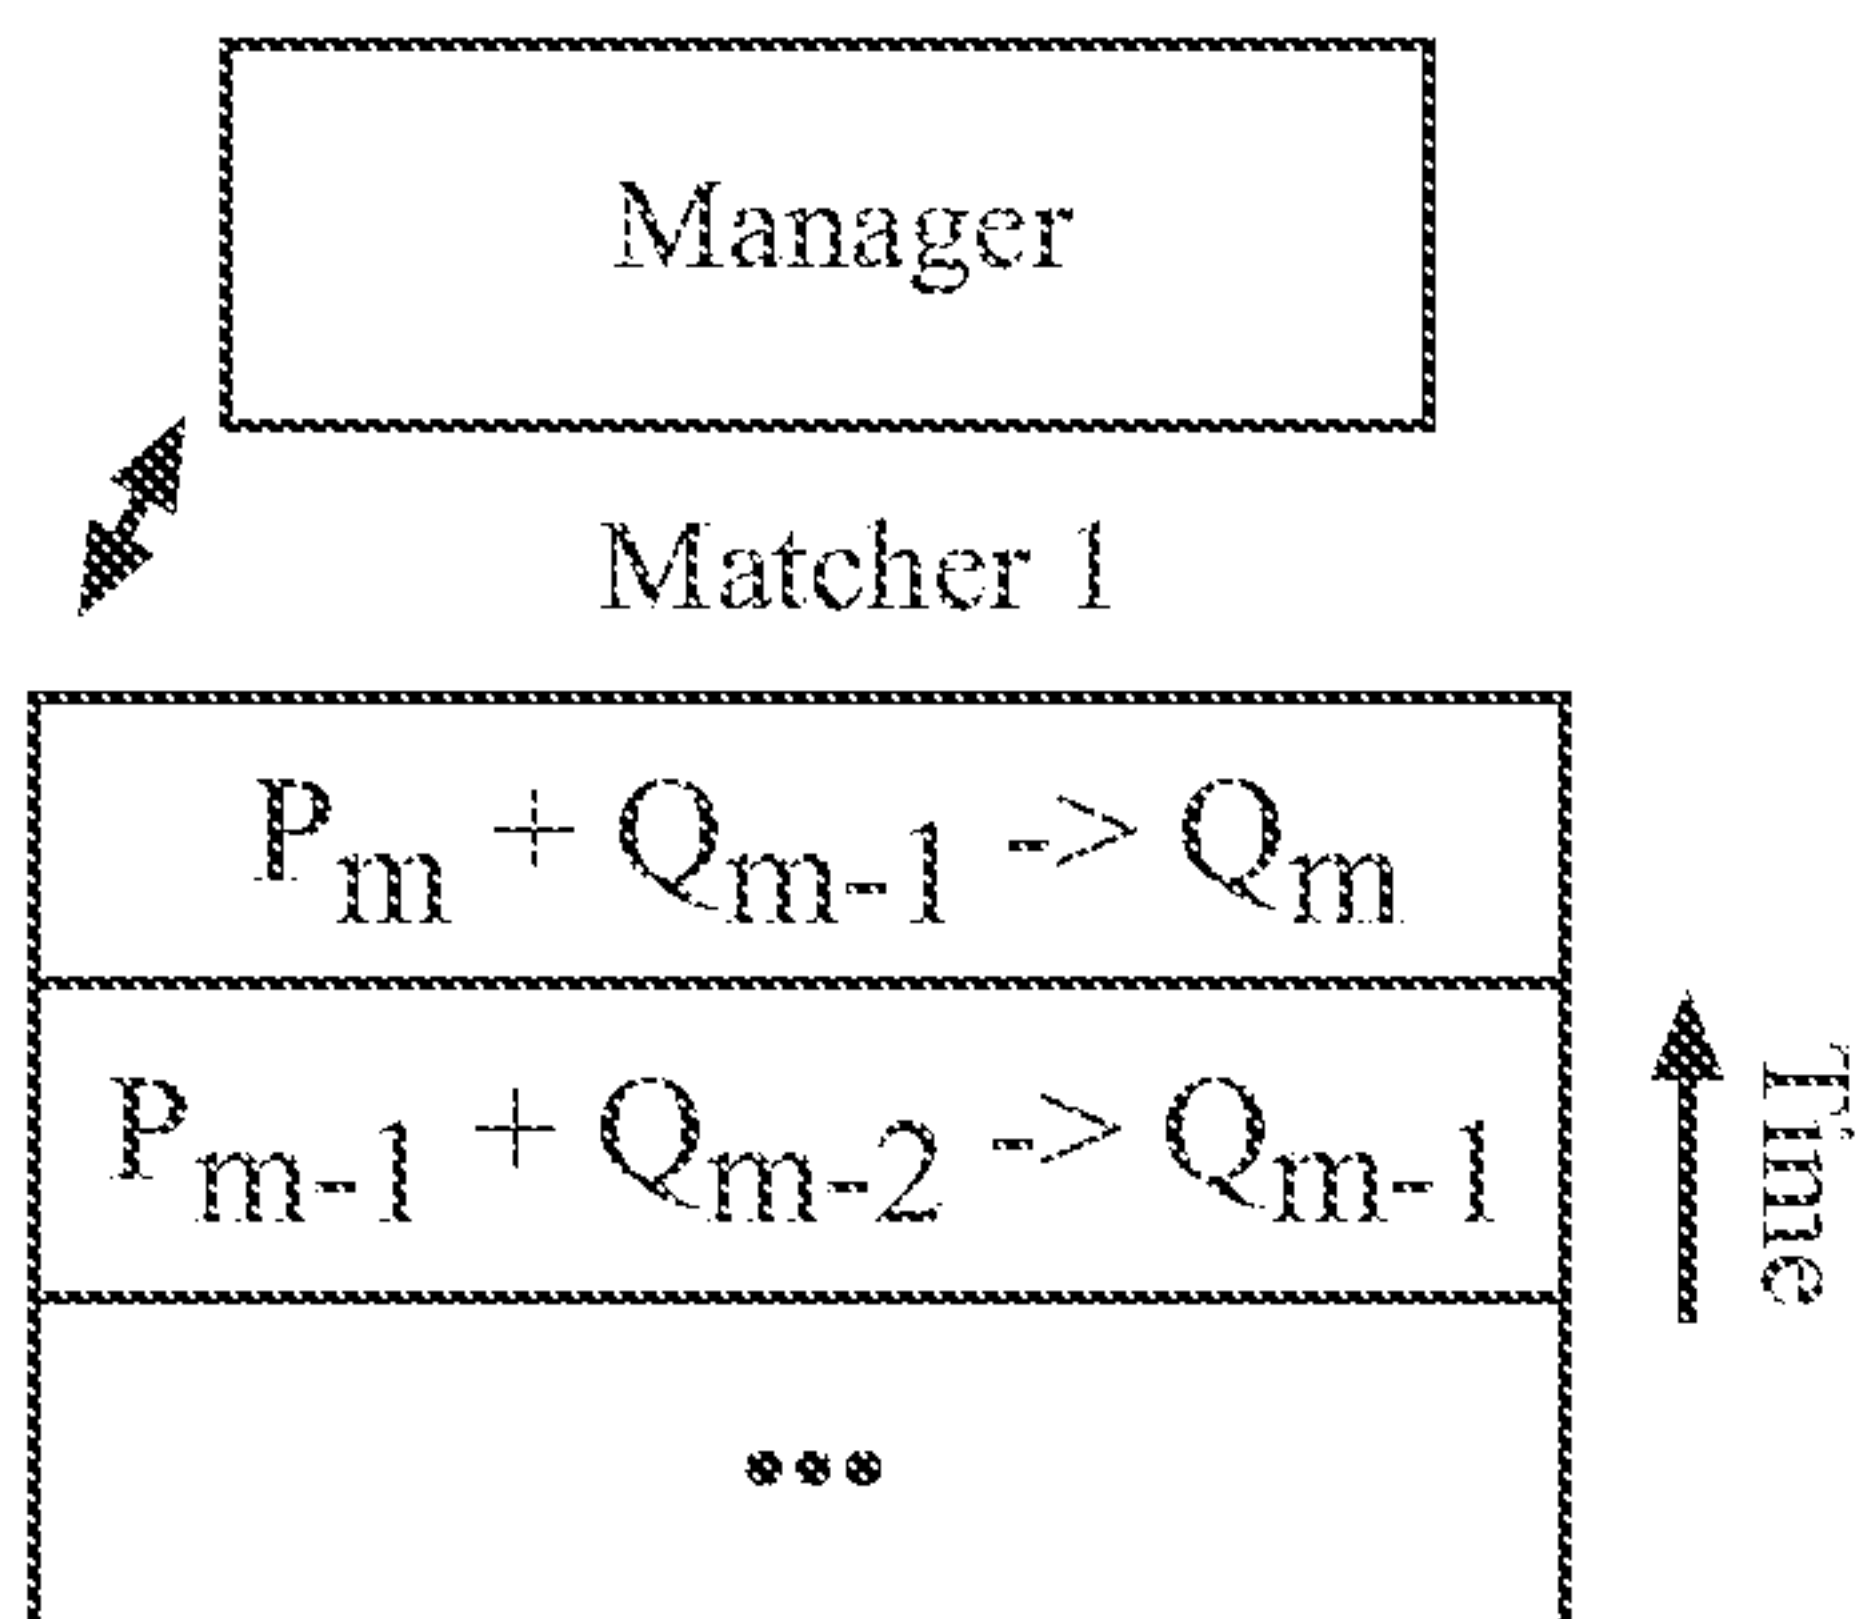 Manager
Matcher 1
Pm + Qm-1 -> Qm
Pm-1 + Qm-2 -> Qm-1
Time
•••